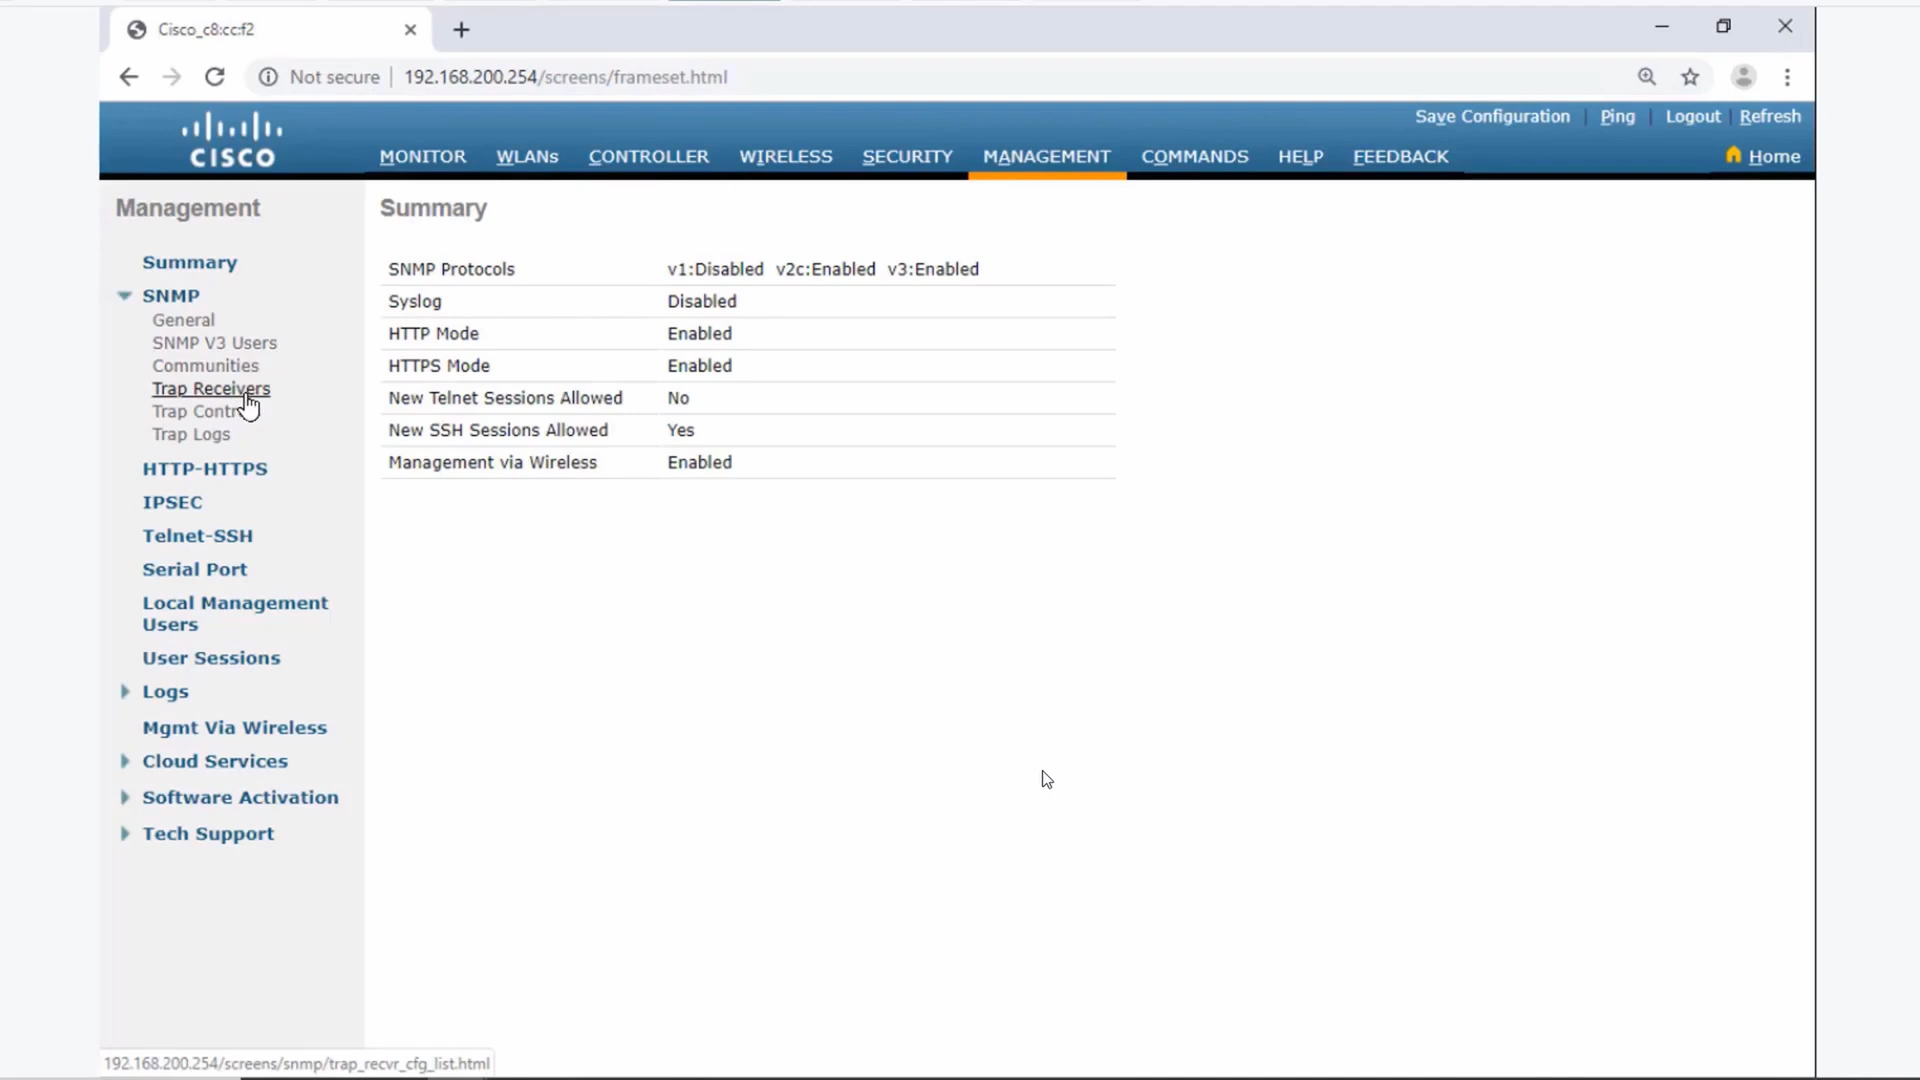 Cisco_c8:cc:f2
Not secure 192.168.200.254/screens/frameset.html
Save Configuration Ping Logout Refresh
CISCO
MONITOR WLANs CONTROLLER WIRELESS SECURITY MANAGEMENT COMMANDS HELP FEEDBACK Home
Management
Summary
SNMP
General
SNMP V3 Users
Communities
Trap Receivers
Trap
Trap Logs
HTTP-HTTPS
IPSEC
Telnet-SSH
Serial Port
Local Management
Users
User Sessions
Logs
Mgmt Via Wireless
Cloud Services
Software Activation
Tech Support
Summary
SNMP Protocols v1:Disabled v2c:Enabled v3:Enabled
Syslog Disabled
HTTP Mode Enabled
HTTPS Mode Enabled
New Telnet Sessions Allowed No
New SSH Sessions Allowed Yes
Management via Wireless Enabled
192.168.200.254/screens/snmp/trap_recvr_cfg_list.html